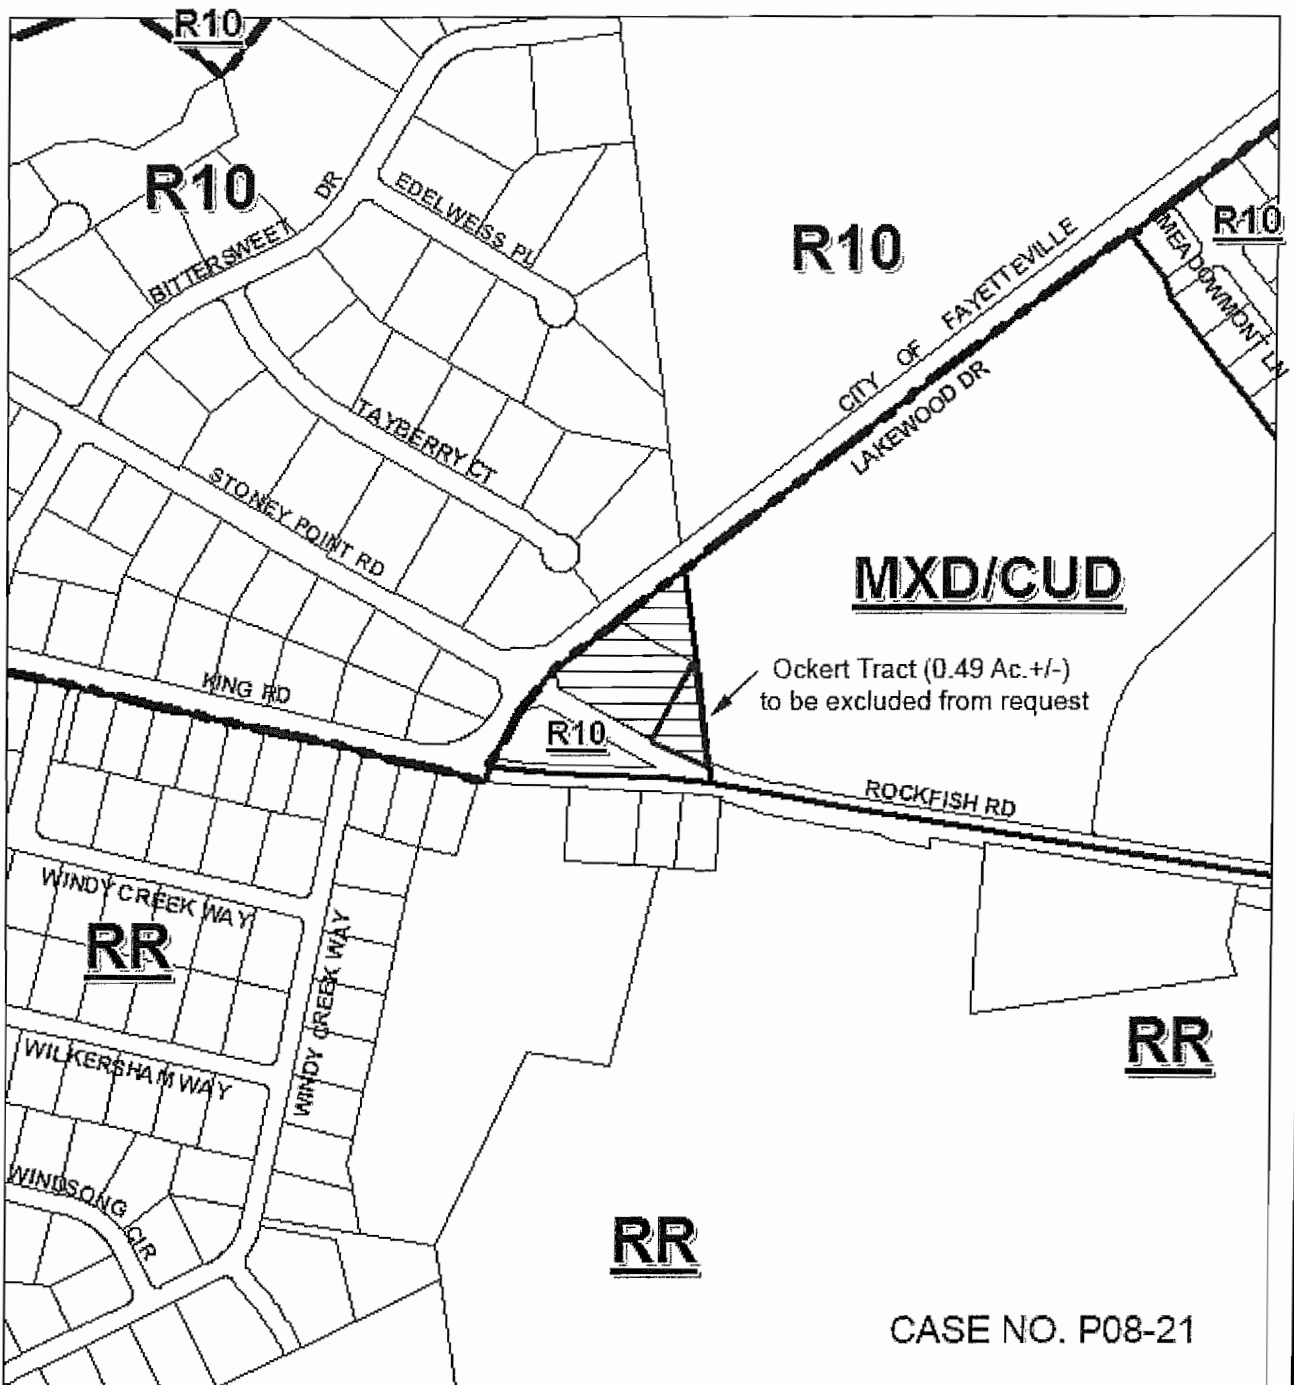 R10
R10
BITTERSWEET DR
EDELWEISS PL
R10
R10
MEADOWMONT LN
CITY OF FAYETTEVILLE
LAKEWOOD DR
TAYBERRY CT
STONEY POINT RD
MXD/CUD
Ockert Tract (0.49 Ac.+/-)
to be excluded from request
KING RD
R10
ROCKFISH RD
WINDY CREEK WAY
RR
WINDY CREEK WAY
RR
WILKERSHAM WAY
WINDSONG CIR
RR
CASE NO. P08-21